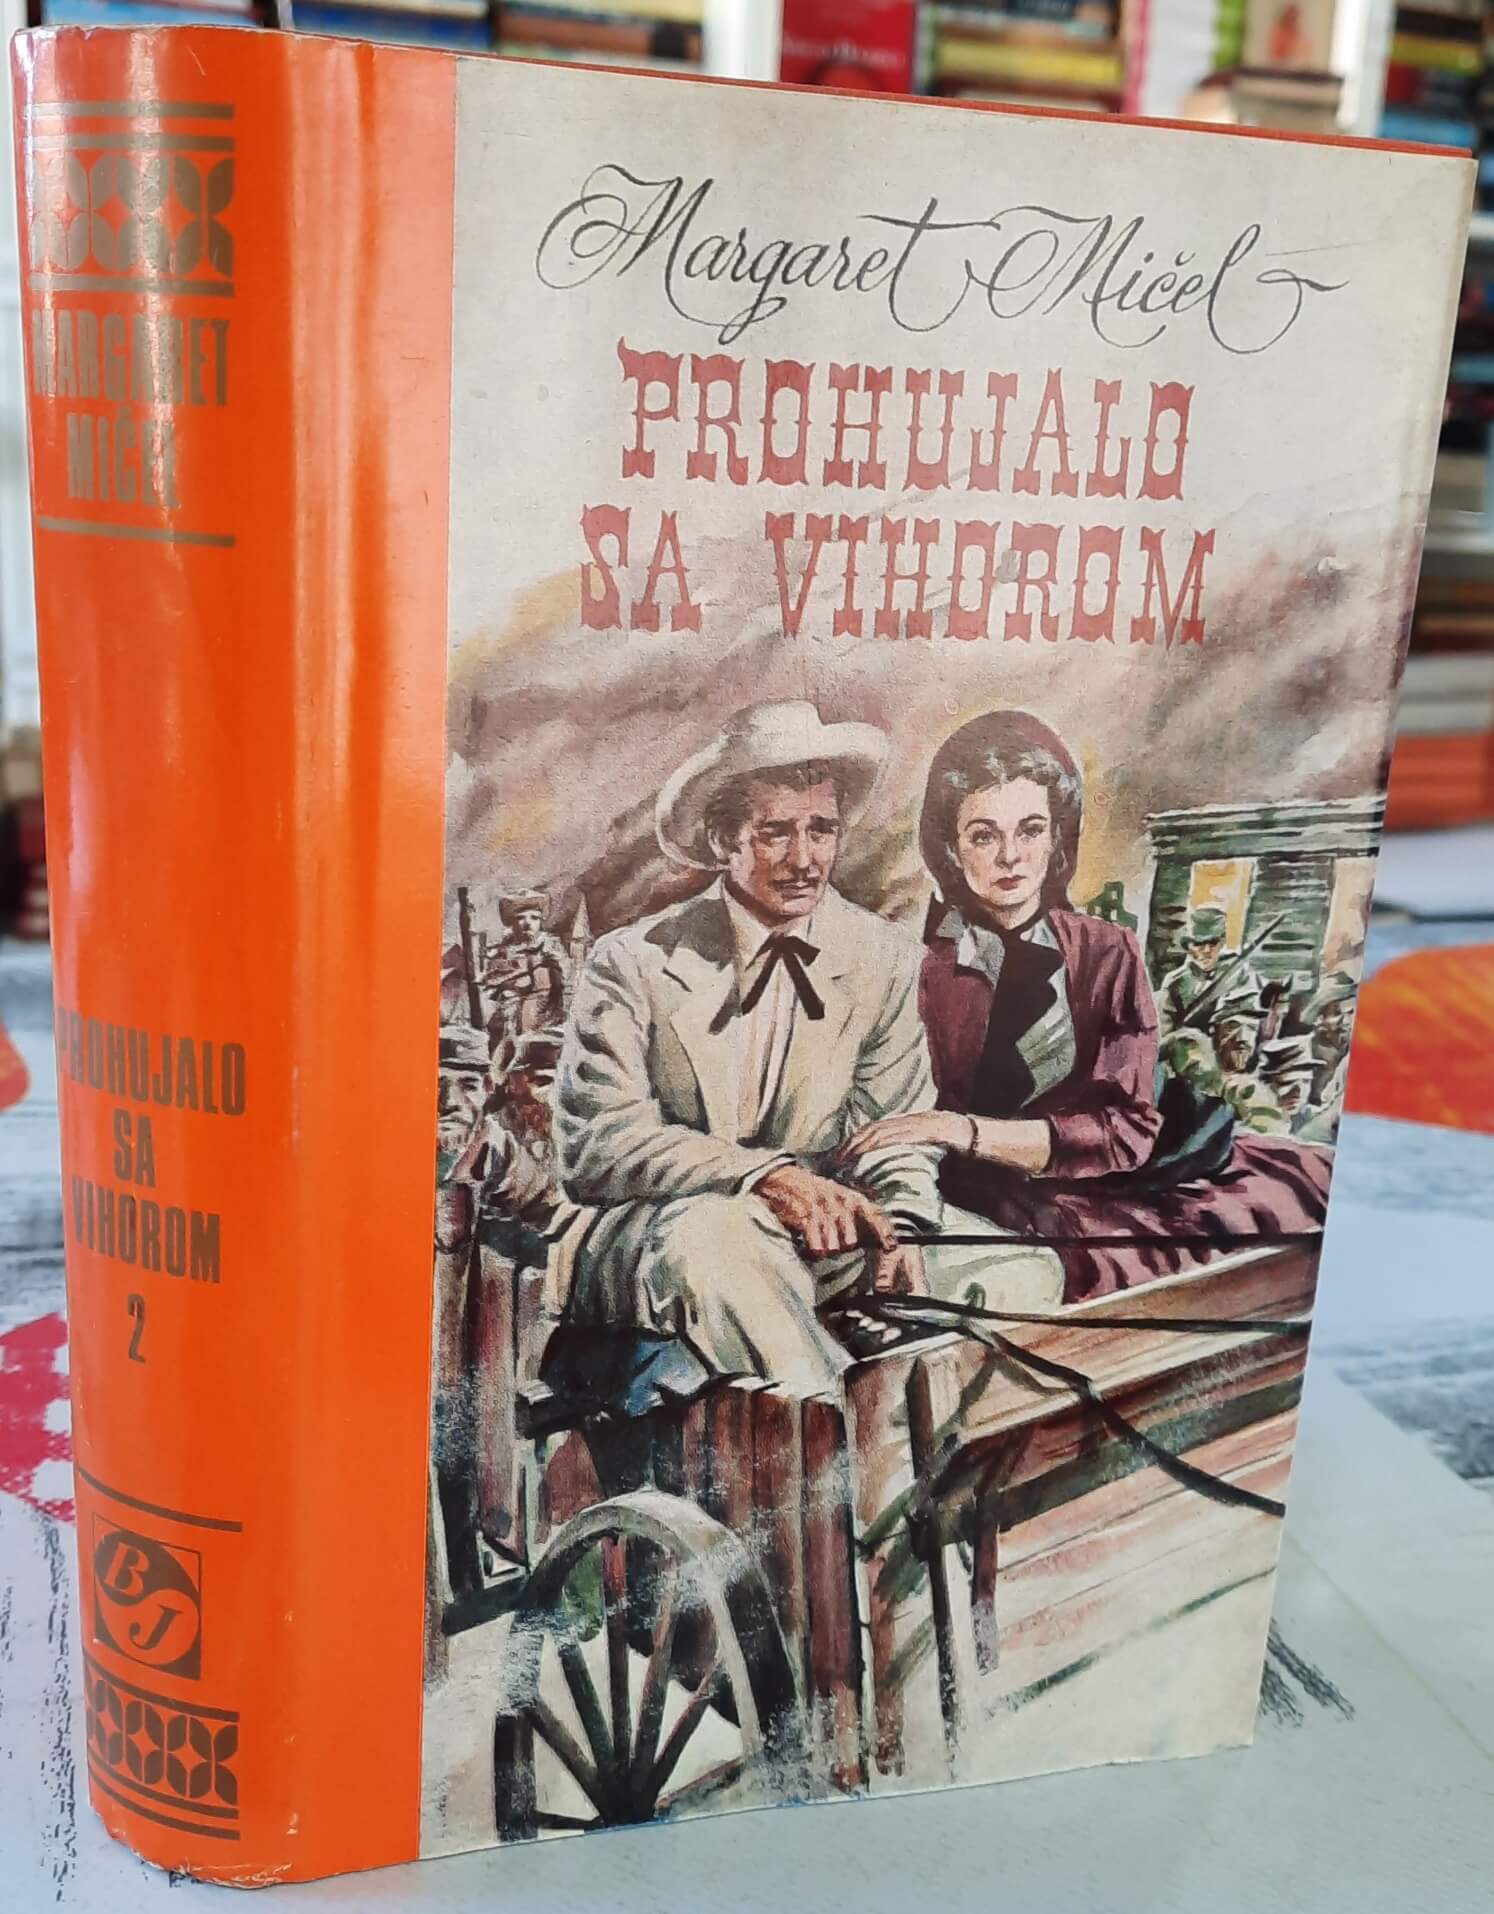 MARGARET
MIČEL
PROHUJALO
SA
VIHOROM
2
BJ
Margaret Mičel
PROHUJALO
SA VIHOROM